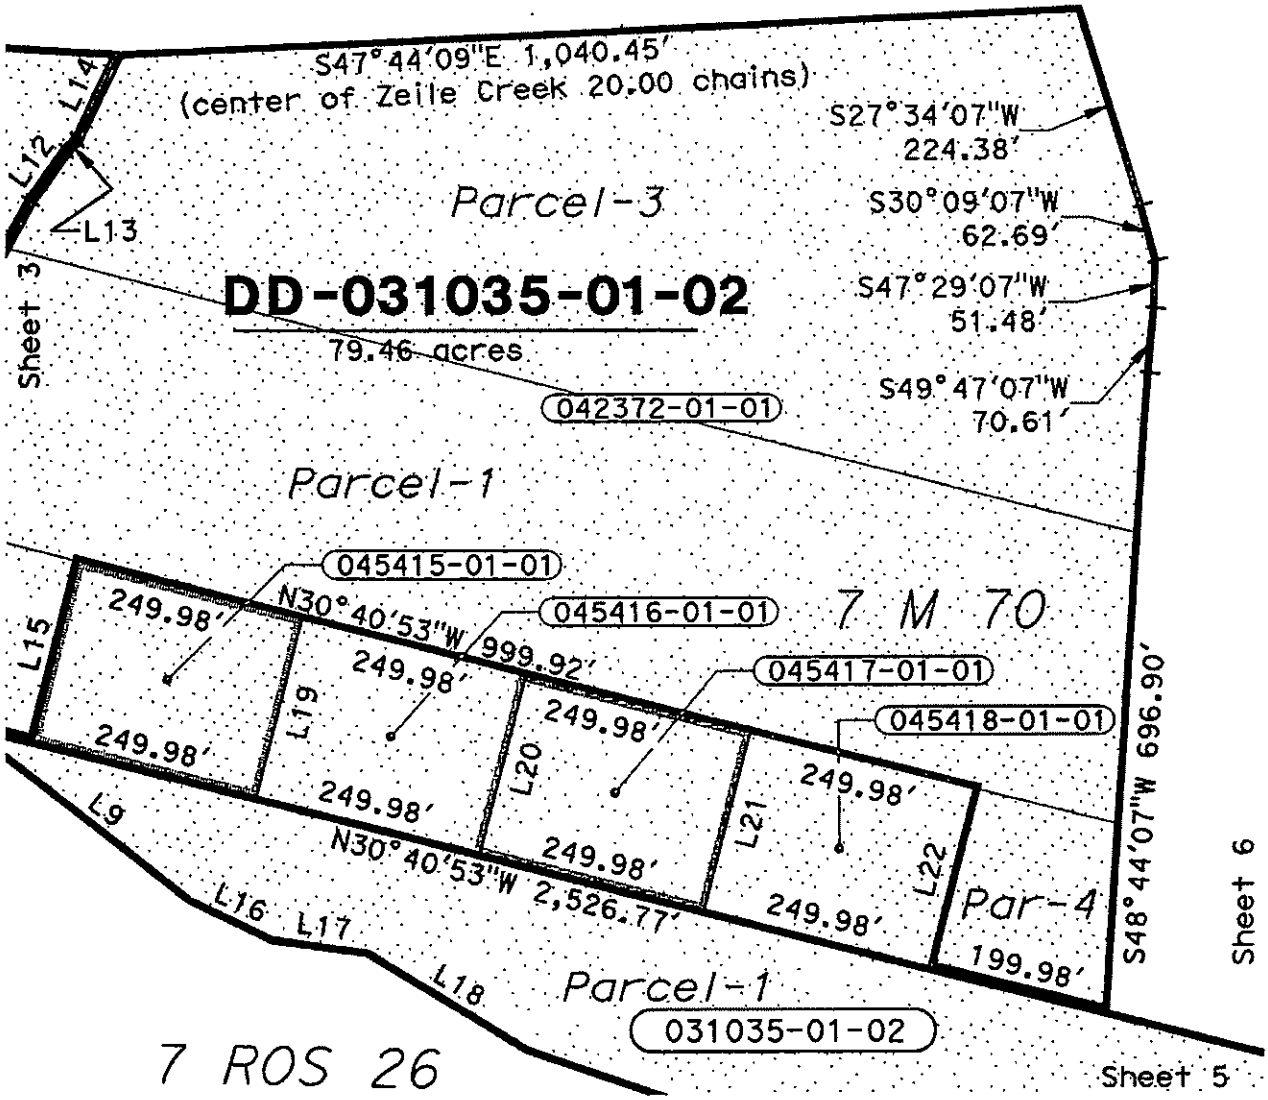 S47°44'09"E 1,040.45'
(center of Zeile Creek 20.00 chains)
L14
L12
L13
S27°34'07"W
224.38'
S30°09'07"W
62.69'
S47°29'07"W
51.48'
S49°47'07"W
70.61'
Parcel-3
Sheet 3
DD-031035-01-02
79.46 acres
042372-01-01
Parcel-1
045415-01-01
N30°40'53"W 999.92'
045416-01-01
7 M 70
045417-01-01
045418-01-01
249.98'
249.98'
249.98'
249.98'
L15
L19
L20
L21
L22
249.98'
249.98'
249.98'
249.98'
N30°40'53"W 2,526.77'
Par-4
199.98'
S48°44'07"W 696.90'
Sheet 6
L9
L16
L17
L18
Parcel-1
031035-01-02
7 ROS 26
Sheet 5